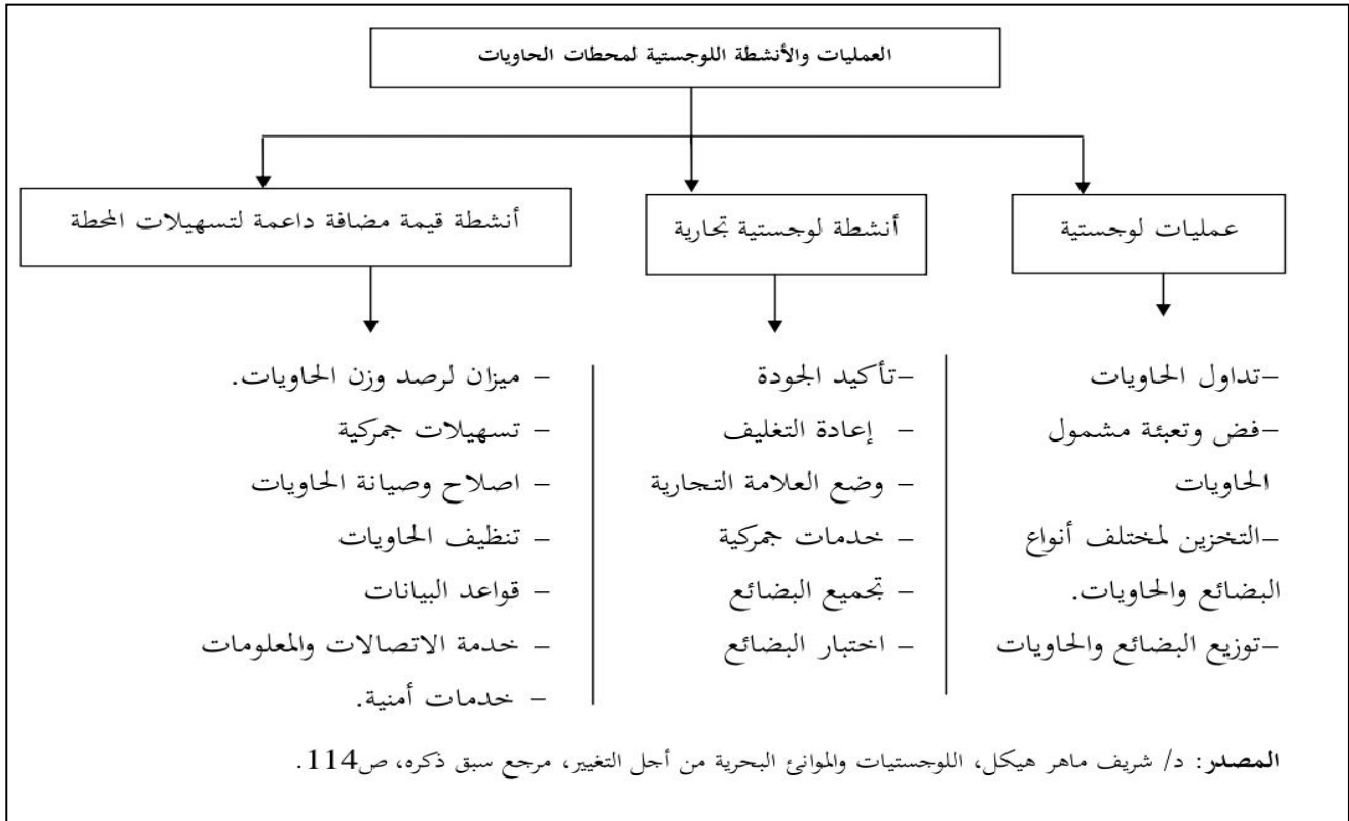 العمليات والأنشطة اللوجستية لمحطات الحاويات
عمليات لوجستية
أنشطة لوجستية تجارية
أنشطة قيمة مضافة داعمة لتسهيلات المحطة
–تداول الحاويات
–فض وتعبئة مشمول
الحاويات
–التخزين لمختلف أنواع
البضائع والحاويات.
–توزيع البضائع والحاويات
–تأكيد الجودة
– إعادة التغليف
– وضع العلامة التجارية
– خدمات جمركية
– تجميع البضائع
– اختبار البضائع
– ميزان لرصد وزن الحاويات.
– تسهيلات جمركية
– اصلاح وصيانة الحاويات
– تنظيف الحاويات
– قواعد البيانات
– خدمة الاتصالات والمعلومات
– خدمات أمنية.
المصدر: د/ شريف ماهر هيكل، اللوجستيات والموانئ البحرية من أجل التغيير، مرجع سبق ذكره، ص114.